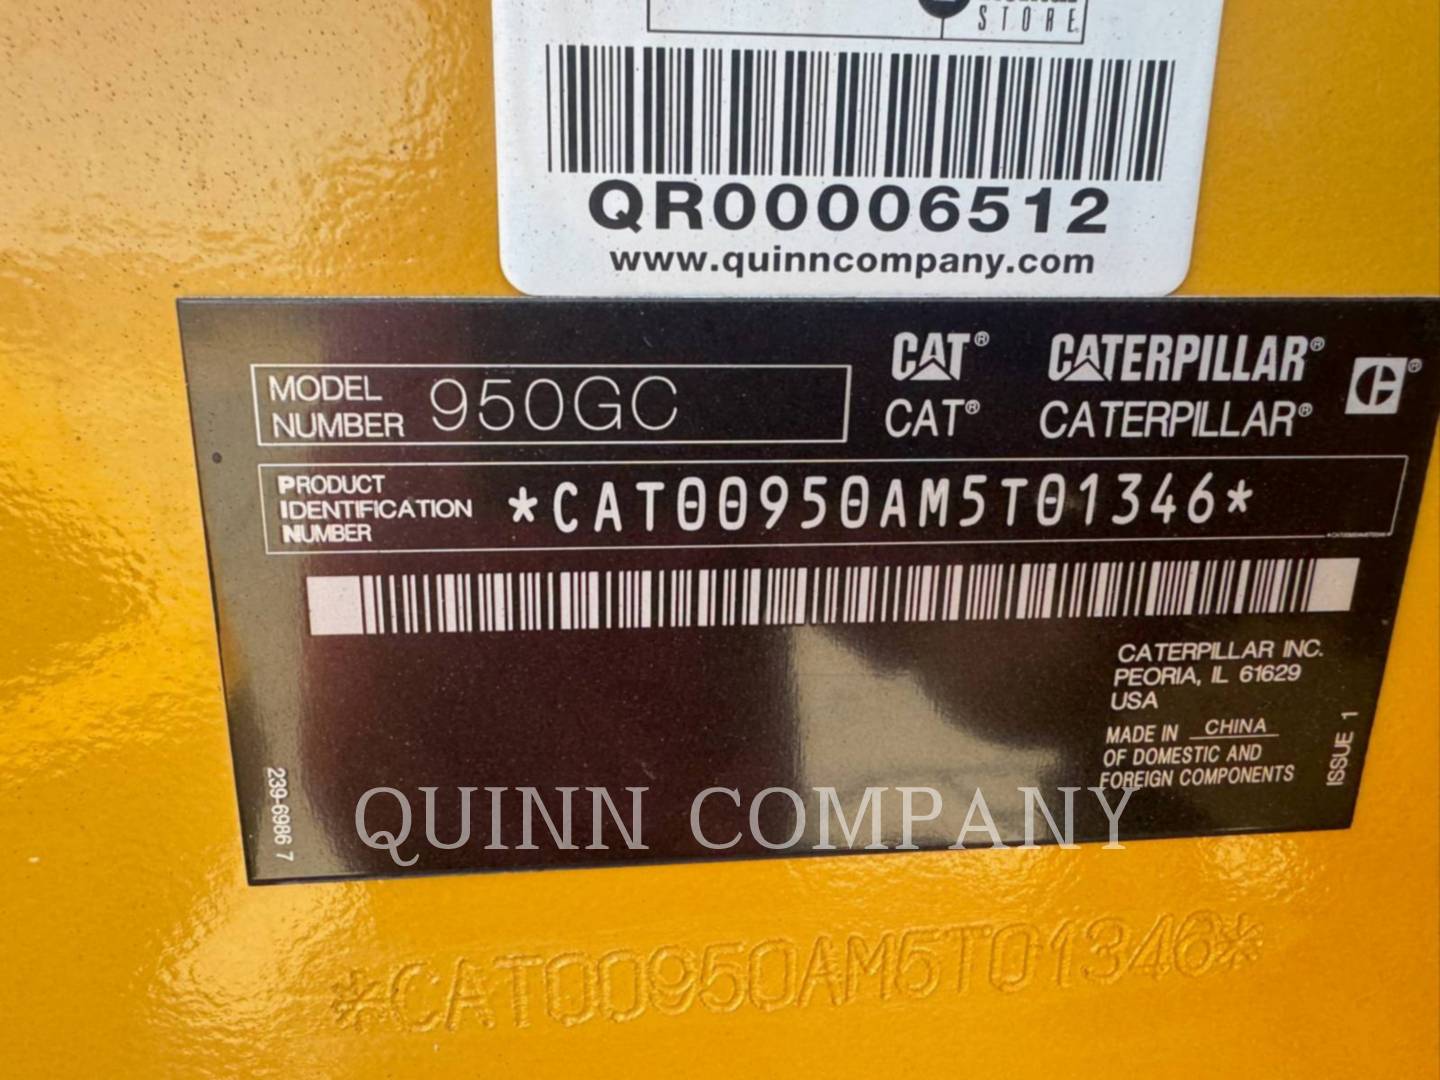 STORE
QR00006512
www.quinncompany.com
CAT® CATERPILLAR®
MODEL NUMBER 950GC
CAT® CATERPILLAR®
PRODUCT IDENTIFICATION NUMBER *CAT00950AM5T01346*
CATERPILLAR INC.
PEORIA, IL 61629
USA
MADE IN CHINA
OF DOMESTIC AND
FOREIGN COMPONENTS
ISSUE 1
239-6986 7
QUINN COMPANY
*CAT00950AM5T01346*